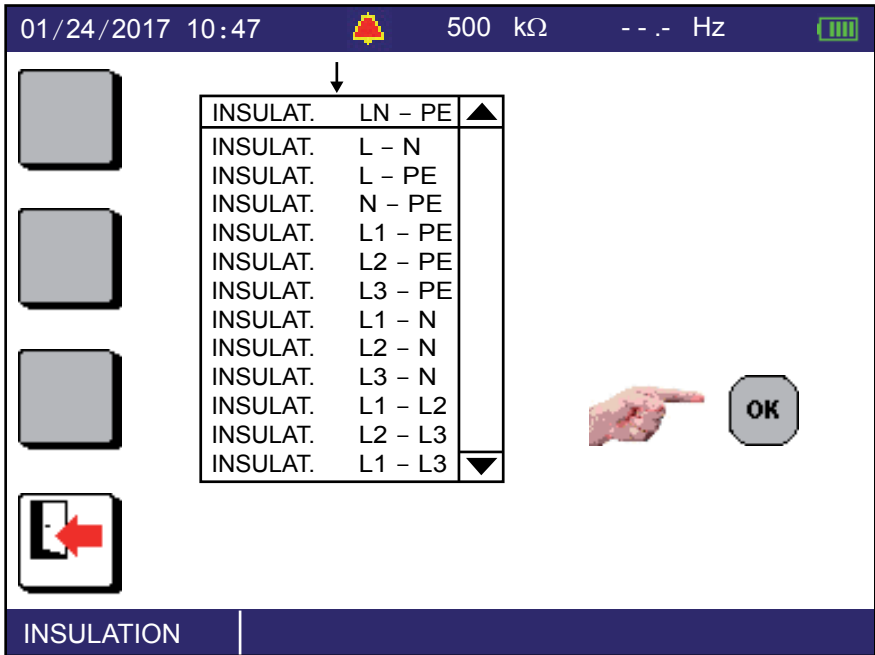 01/24/2017 10:47 500 kΩ - - .- Hz
INSULAT. LN – PE
INSULAT. L – N
INSULAT. L – PE
INSULAT. N – PE
INSULAT. L1 – PE
INSULAT. L2 – PE
INSULAT. L3 – PE
INSULAT. L1 – N
INSULAT. L2 – N
INSULAT. L3 – N
INSULAT. L1 – L2
INSULAT. L2 – L3
INSULAT. L1 – L3
OK
INSULATION